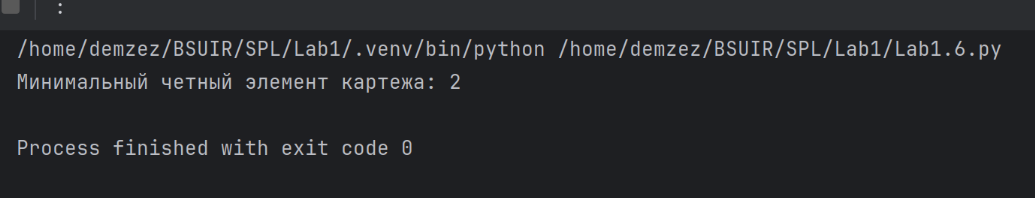 :
/home/demzez/BSUIR/SPL/Lab1/.venv/bin/python /home/demzez/BSUIR/SPL/Lab1/Lab1.6.py
Минимальный четный элемент картежа: 2
Process finished with exit code 0